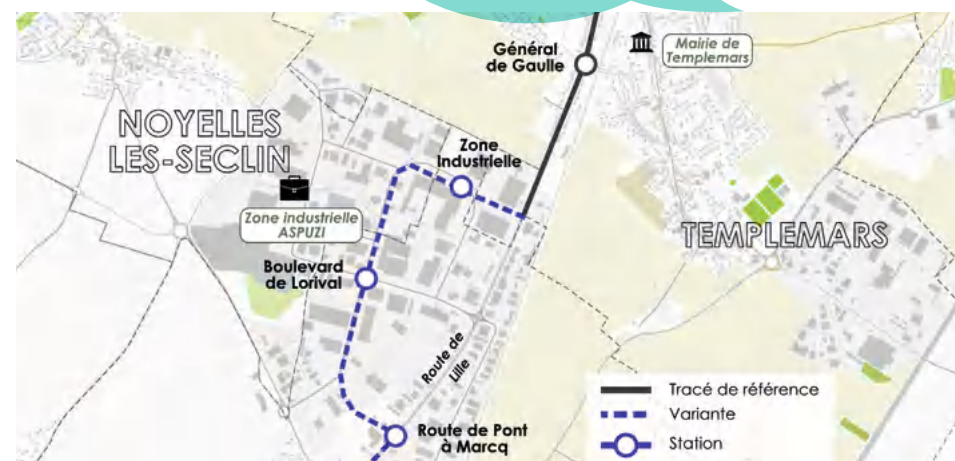 Général
de Gaulle
Mairie de
Templemars
NOYELLES
LES-SECLIN
Zone
Industrielle
Zone industrielle
ASPUZI
TEMPLEMARS
Boulevard
de Lorival
Route de
Lille
Route de Pont
à Marcq
Tracé de référence
Variante
Station